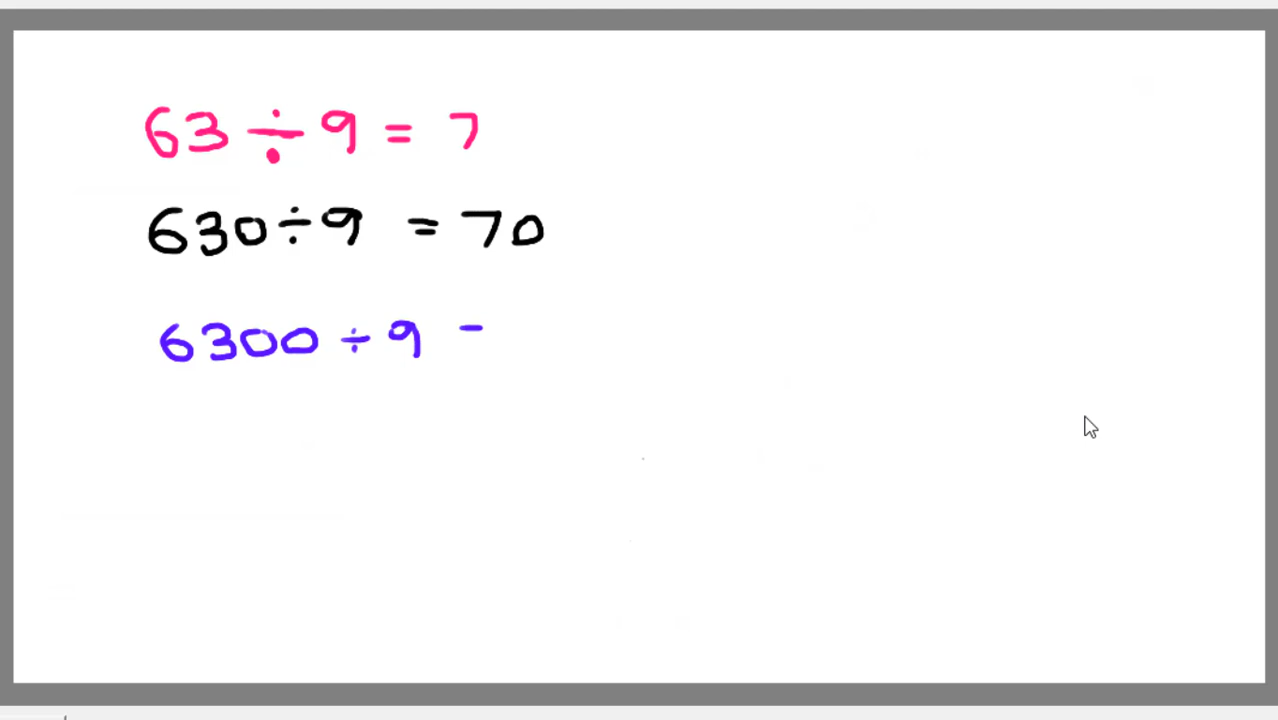 63 ÷ 9 = 7
630 ÷ 9 = 70
6300 ÷ 9 -